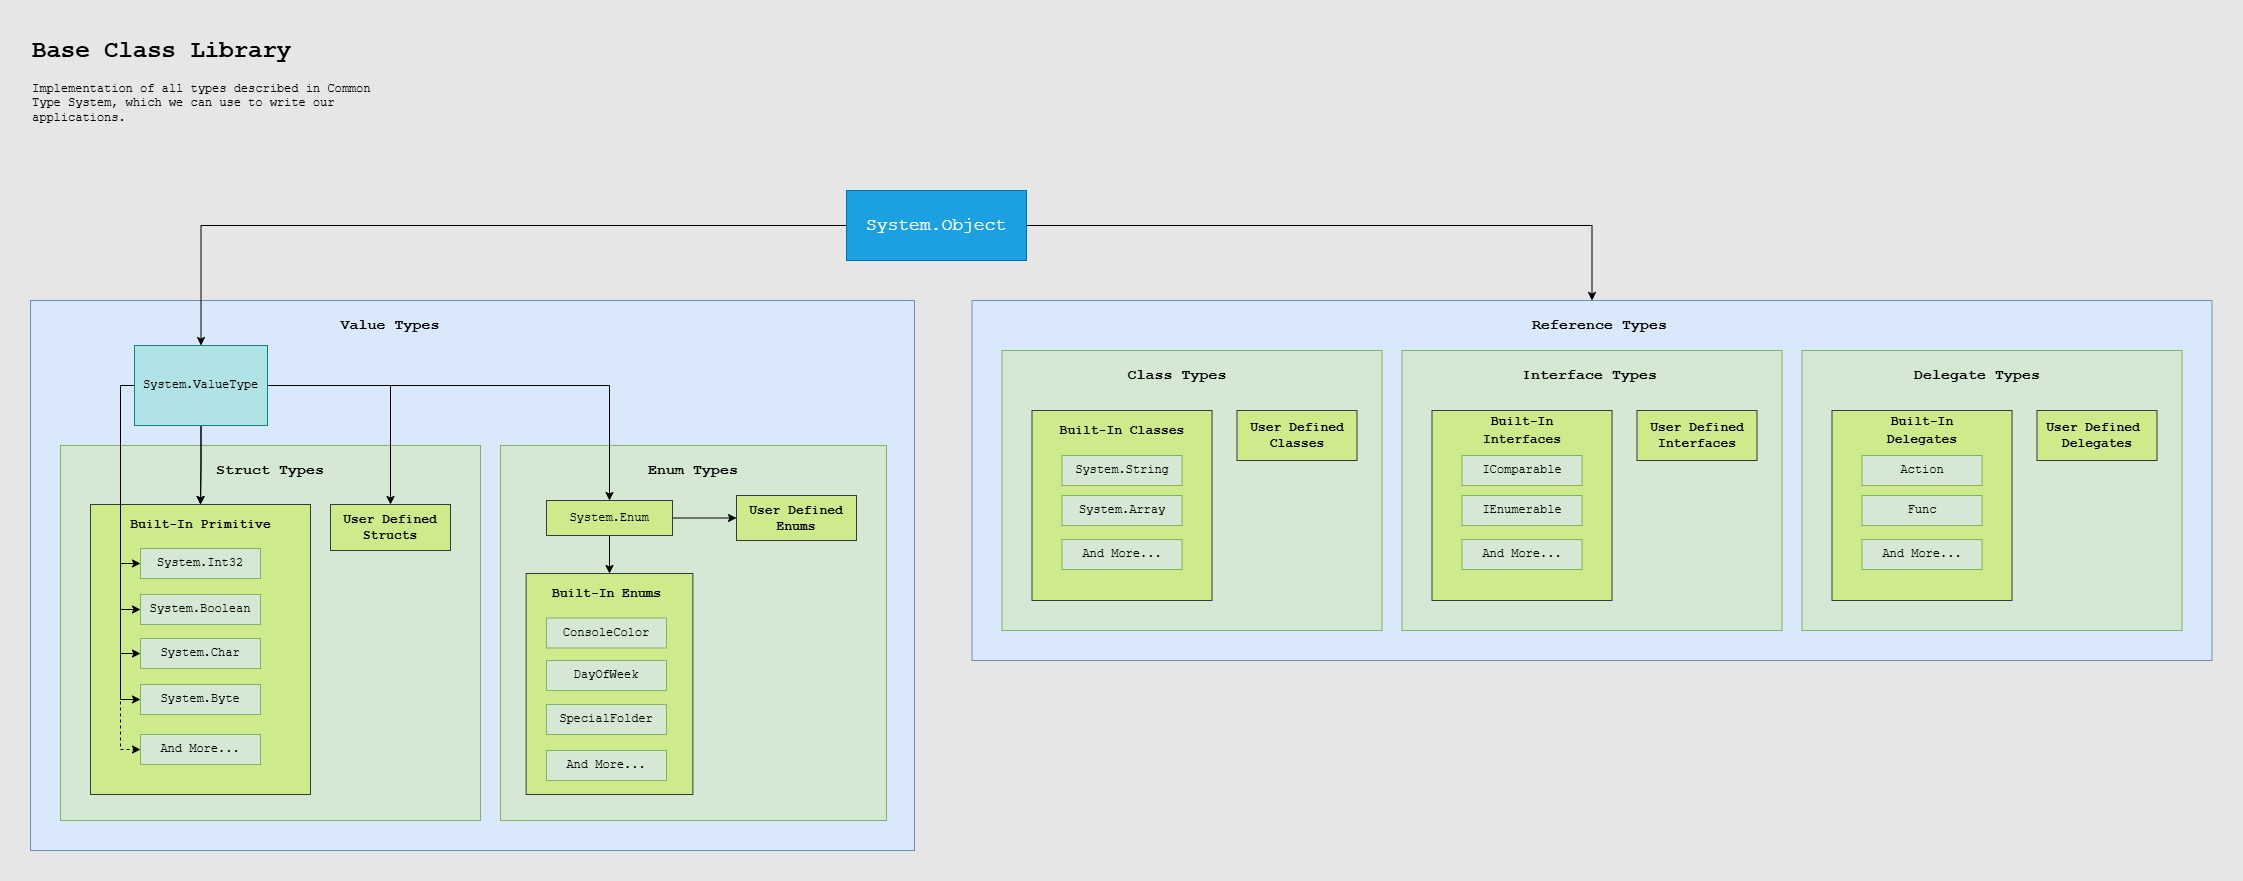 Base Class Library
Implementation of all types described in Common
Type System, which we can use to write our
applications.
System.Object
Value Types
System.ValueType
Struct Types
Built-In Primitive
System.Int32
System.Boolean
System.Char
System.Byte
And More...
User Defined
Structs
Enum Types
System.Enum
User Defined
Enums
Built-In Enums
ConsoleColor
DayOfWeek
SpecialFolder
And More...
Reference Types
Class Types
Built-In Classes
System.String
System.Array
And More...
User Defined
Classes
Interface Types
Built-In
Interfaces
IComparable
IEnumerable
And More...
User Defined
Interfaces
Delegate Types
Built-In
Delegates
Action
Func
And More...
User Defined
Delegates